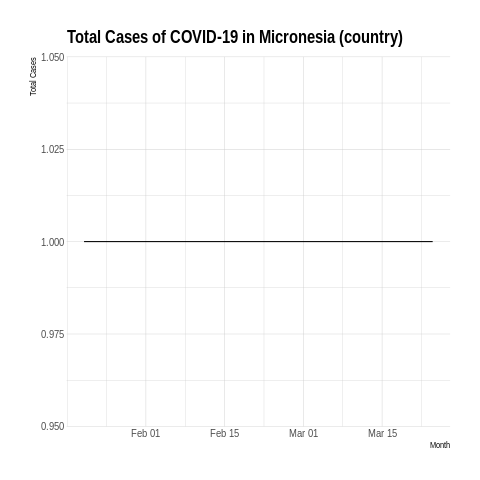 Total Cases of COVID-19 in Micronesia (country)
Total Cases
1.050
1.025
1.000
0.975
0.950
Feb 01
Feb 15
Mar 01
Mar 15
Month